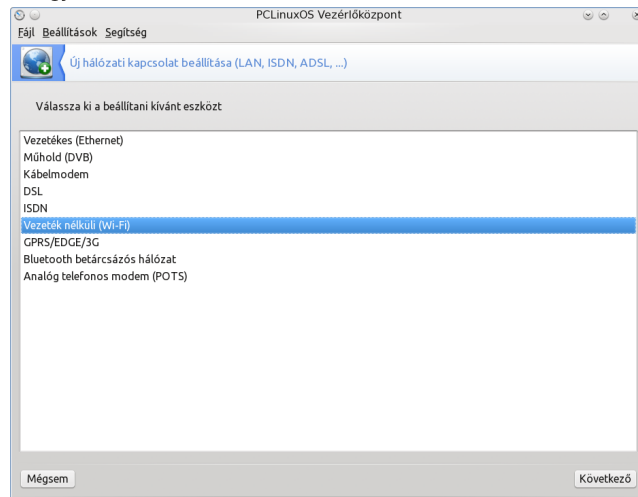 PCLinuxOS Vezérlőközpont
Fájl Beállítások Segítség
Új hálózati kapcsolat beállítása (LAN, ISDN, ADSL, ...)
Válassza ki a beállítani kívánt eszközt
Vezetékes (Ethernet)
Műhold (DVB)
Kábelmodem
DSL
ISDN
Vezeték nélküli (Wi-Fi)
GPRS/EDGE/3G
Bluetooth betárcsázós hálózat
Analóg telefonos modem (POTS)
Mégsem Következő